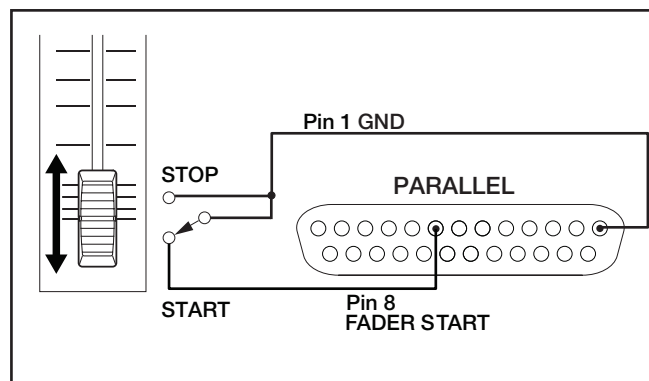 Pin 1 GND
STOP
PARALLEL
START
Pin 8
FADER START